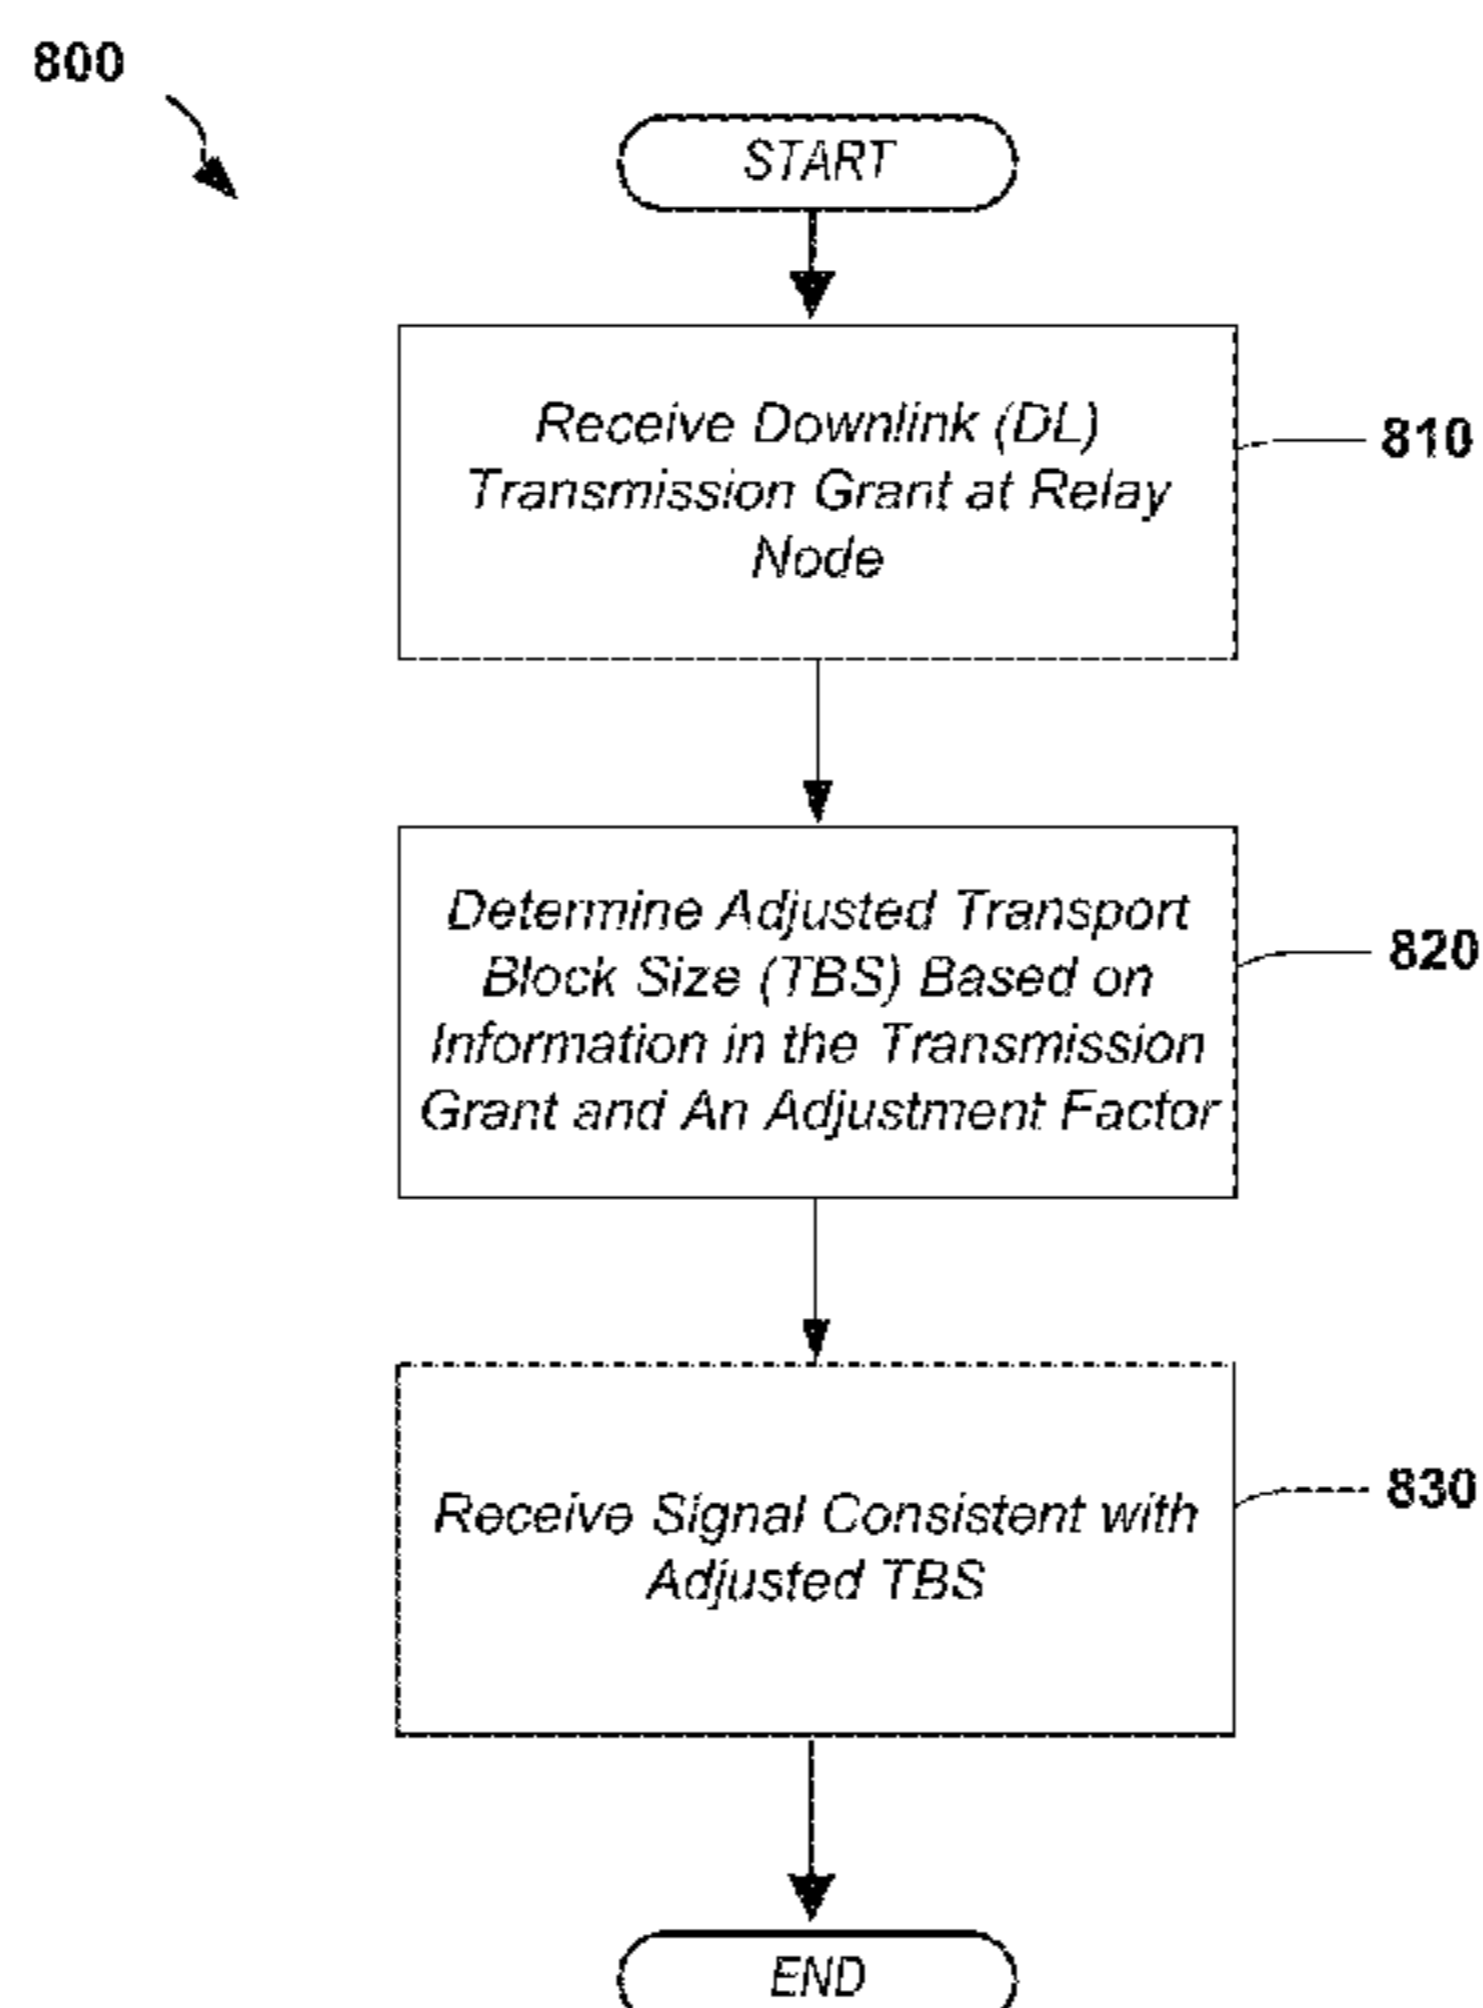 800
START
Receive Downlink (DL)
Transmission Grant at Relay
Node
810
Determine Adjusted Transport
Block Size (TBS) Based on
Information in the Transmission
Grant and An Adjustment Factor
820
Receive Signal Consistent with
Adjusted TBS
830
END